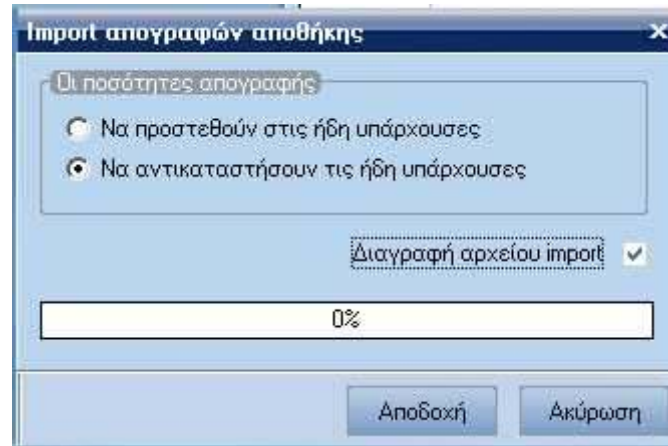 Import απογραφών αποθήκης
Οι ποσότητες απογραφής
Να προστεθούν στις ήδη υπάρχουσες
Να αντικαταστήσουν τις ήδη υπάρχουσες
Διαγραφή αρχείου import
0%
Αποδοχή Ακύρωση